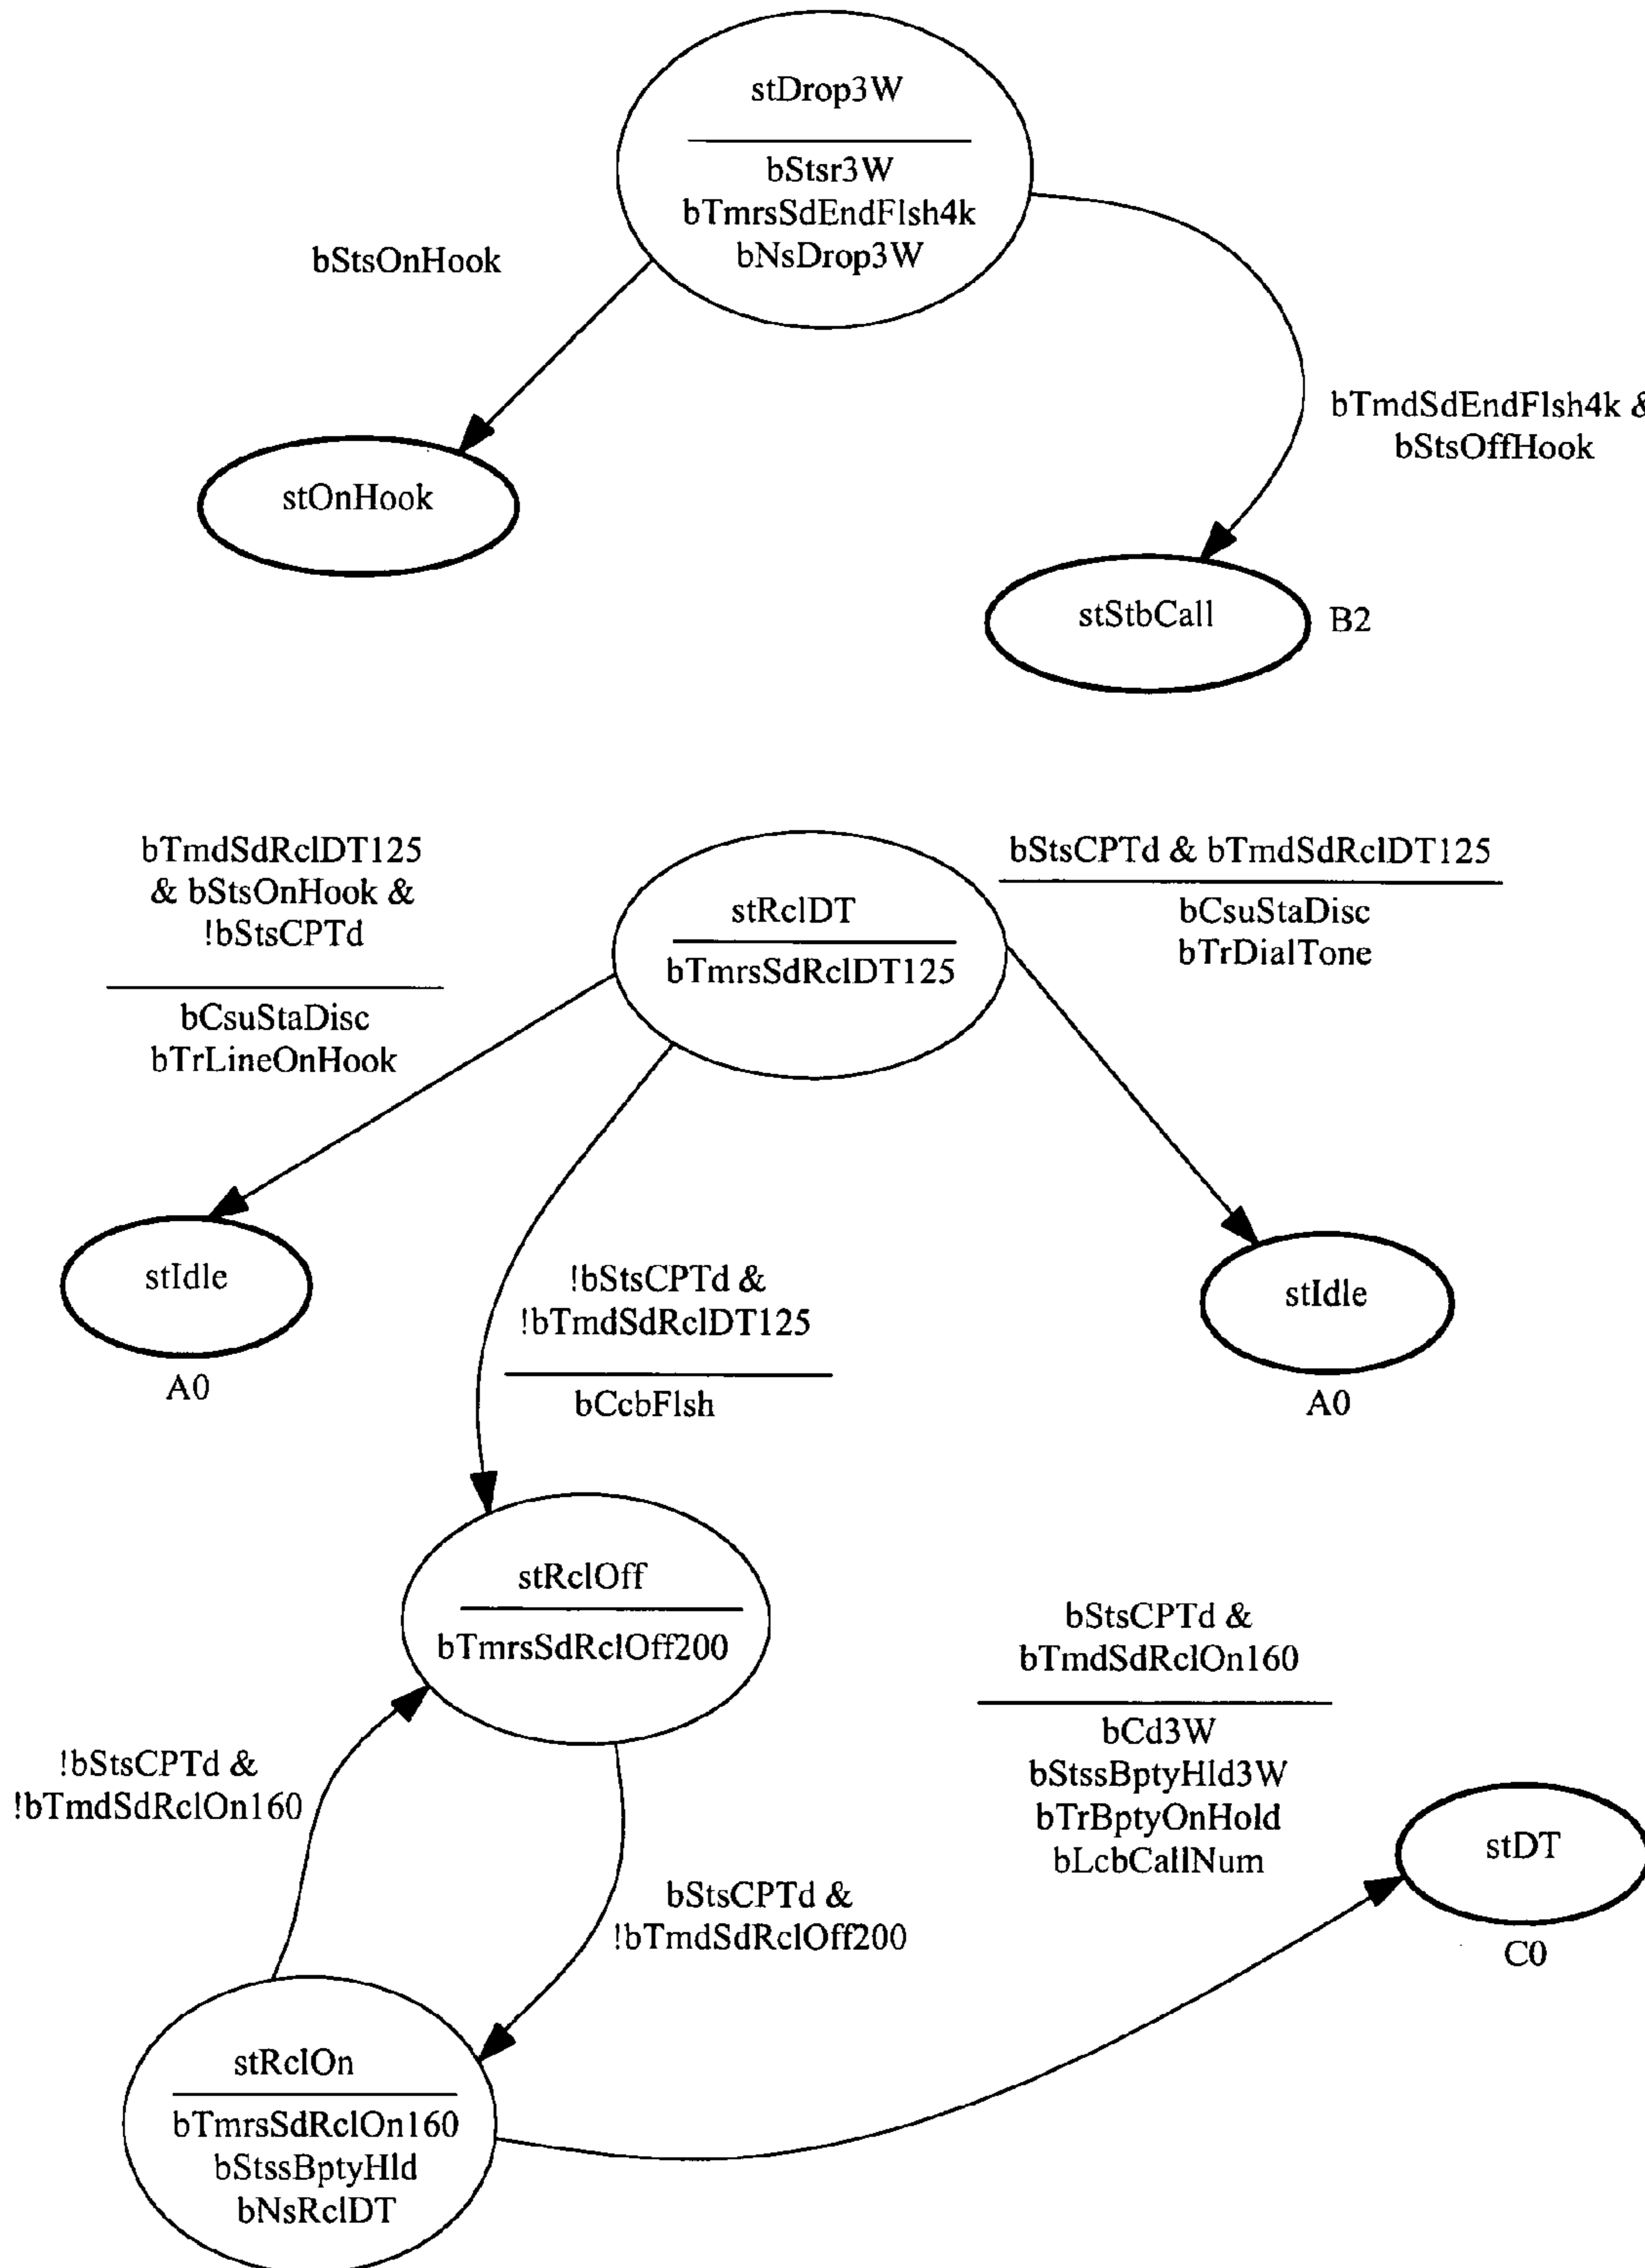 stDrop3W
bStsr3W
bTmrsSdEndFlsh4k
bNsDrop3W
bStsOnHook
bTmdSdEndFlsh4k &
bStsOffHook
stOnHook
stStbCall
B2
bTmdSdRclDT125
& bStsOnHook &
!bStsCPTd
bCsuStaDisc
bTrLineOnHook
stRclDT
bTmrsSdRclDT125
bStsCPTd & bTmdSdRclDT125
bCsuStaDisc
bTrDialTone
stIdle
A0
!bStsCPTd &
!bTmdSdRclDT125
bCcbFlsh
stIdle
A0
stRclOff
bTmrsSdRclOff200
bStsCPTd &
bTmdSdRclOn160
bCd3W
bStssBptyHld3W
bTrBptyOnHold
bLcbCallNum
!bStsCPTd &
!bTmdSdRclOn160
bStsCPTd &
!bTmdSdRclOff200
stDT
C0
stRclOn
bTmrsSdRclOn160
bStssBptyHld
bNsRclDT